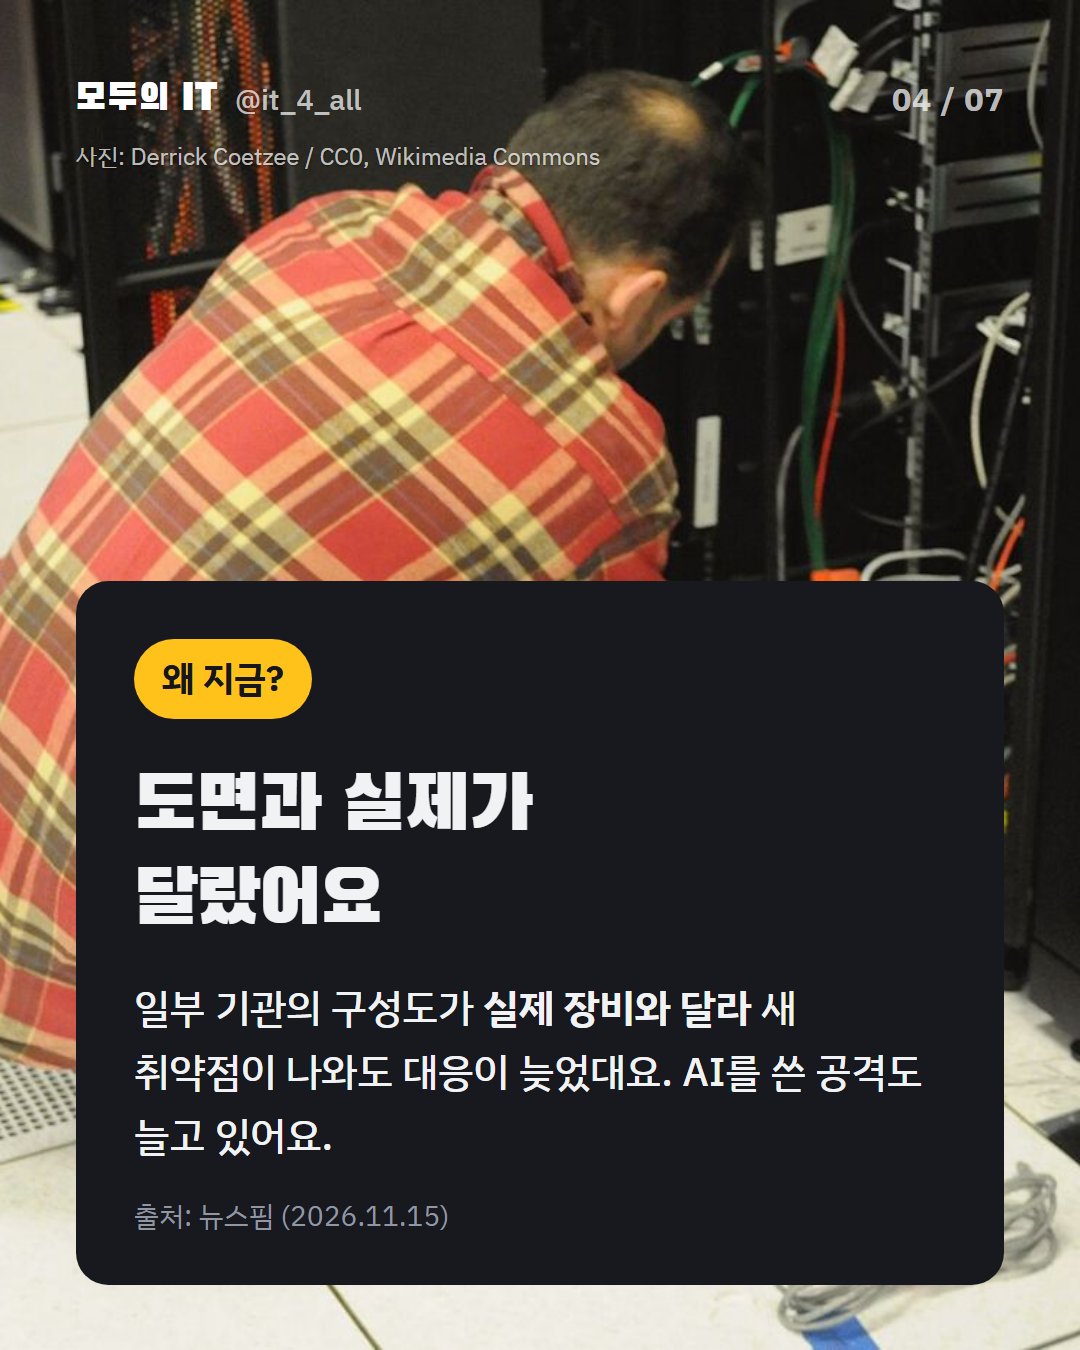 모두의 IT @it_4_all
04 / 07
사진: Derrick Coetzee / CC0, Wikimedia Commons
왜 지금?
도면과 실제가
달랐어요
일부 기관의 구성도가 실제 장비와 달라 새
취약점이 나와도 대응이 늦었대요. AI를 쓴 공격도
늘고 있어요.
출처: 뉴스핌 (2026.11.15)